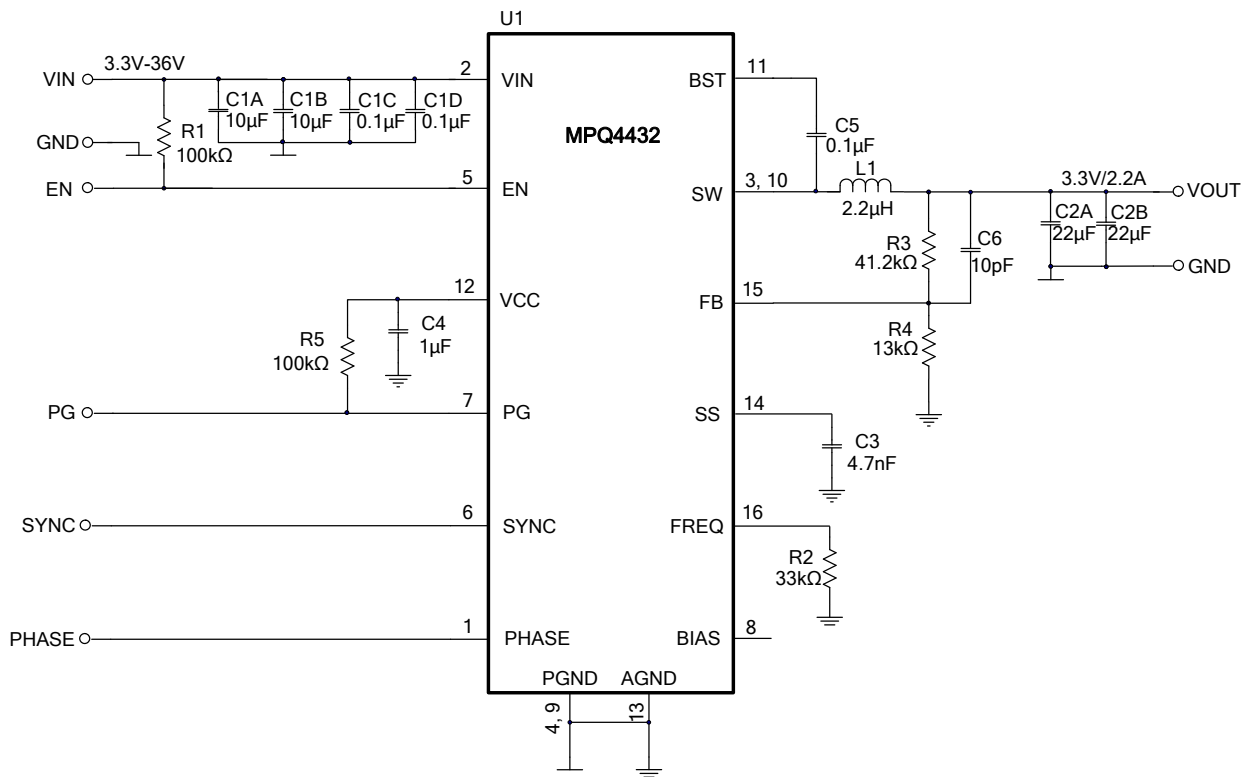 U1
MPQ4432
VIN
3.3V-36V
2
VIN
C1A
10µF
C1B
10µF
C1C
0.1µF
C1D
0.1µF
GND
R1
100kΩ
EN
5
EN
12
VCC
C4
1µF
R5
100kΩ
PG
7
PG
SYNC
6
SYNC
PHASE
1
PHASE
PGND
AGND
4, 9
13
BST
11
C5
0.1µF
SW
3, 10
L1
2.2µH
3.3V/2.2A
VOUT
C2A
22µF
C2B
22µF
GND
R3
41.2kΩ
C6
10pF
FB
15
R4
13kΩ
SS
14
C3
4.7nF
FREQ
16
R2
33kΩ
BIAS
8